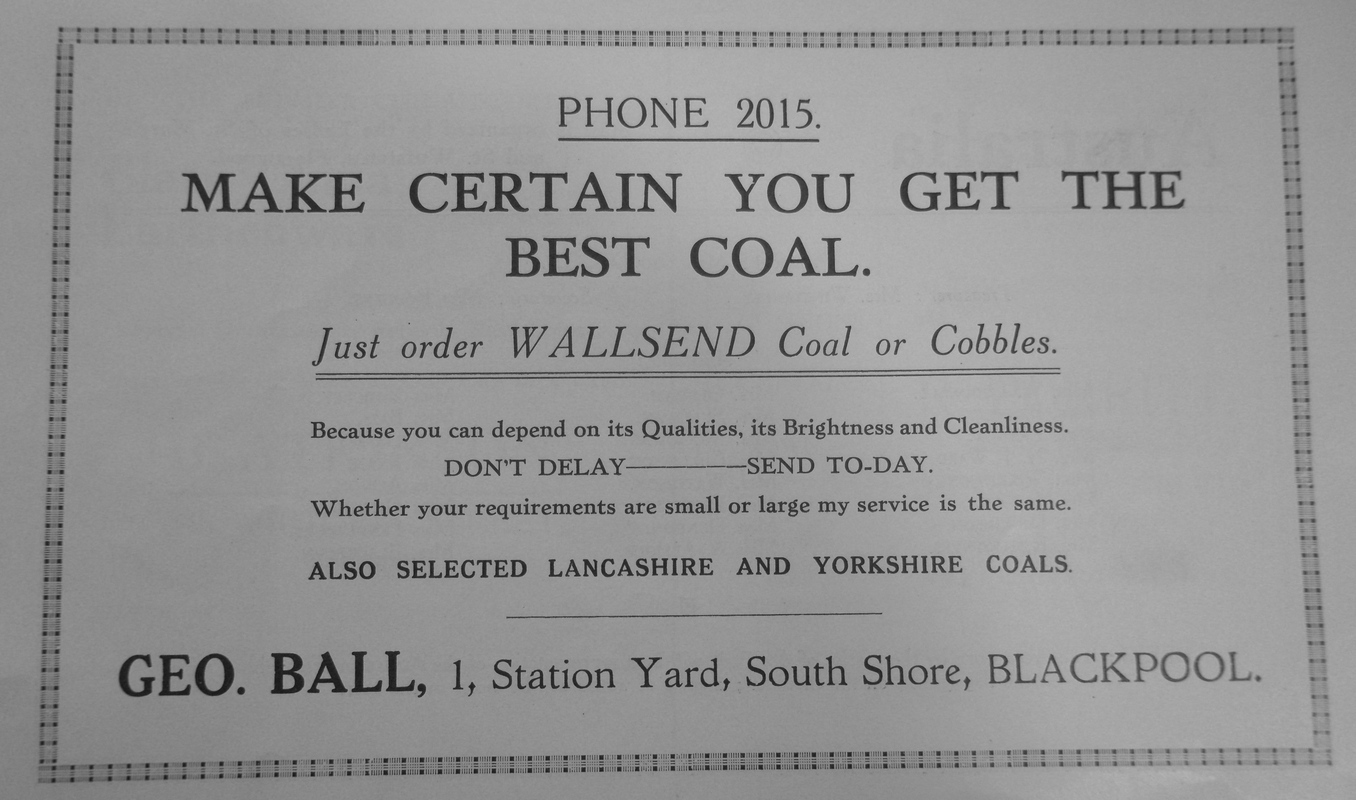 PHONE 2015.
MAKE CERTAIN YOU GET THE
BEST COAL.
Just order WALLSEND Coal or Cobbles.
Because you can depend on its Qualities, its Brightness and Cleanliness.
DON'T DELAY————SEND TO-DAY.
Whether your requirements are small or large my service is the same.
ALSO SELECTED LANCASHIRE AND YORKSHIRE COALS.
GEO. BALL, 1, Station Yard, South Shore, BLACKPOOL.